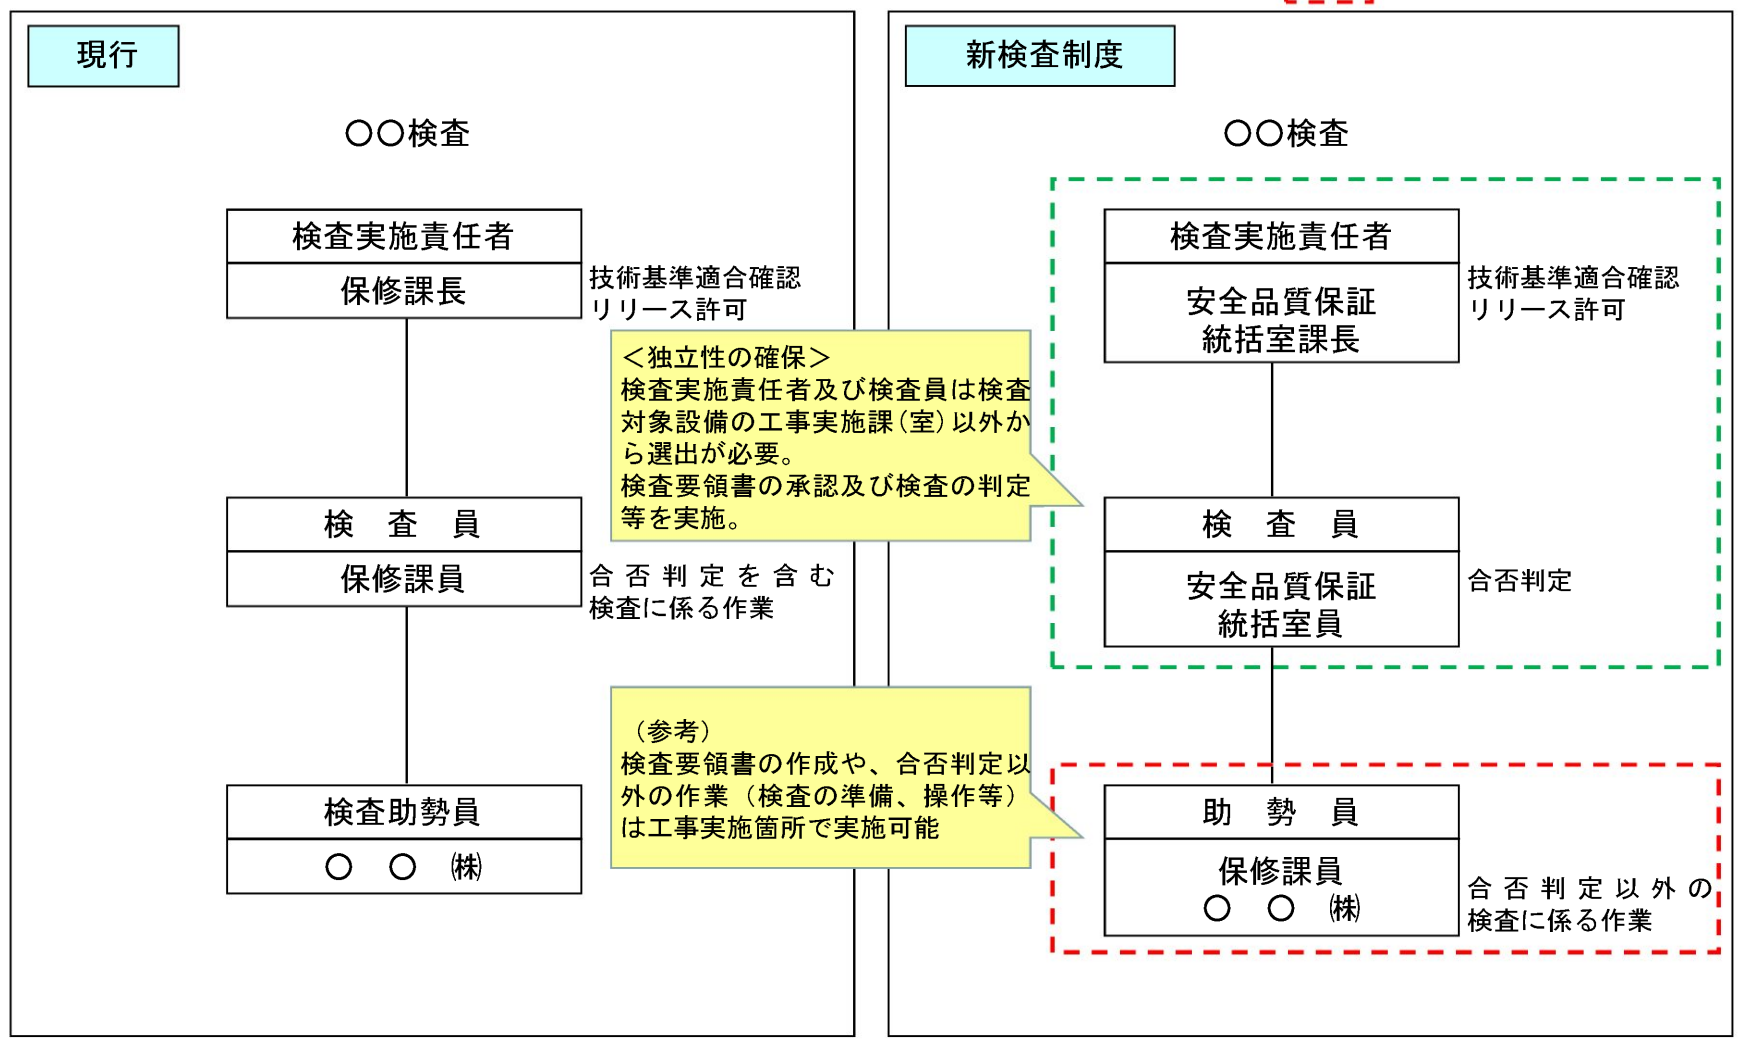 現行
〇〇検査
検査実施責任者
保修課長
技術基準適合確認
リリース許可
検　査　員
保修課員
合否判定を含む
検査に係る作業
検査助勢員
〇　〇　㈱
＜独立性の確保＞
検査実施責任者及び検査員は検査
対象設備の工事実施課(室)以外か
ら選出が必要。
検査要領書の承認及び検査の判定
等を実施。
（参考）
検査要領書の作成や、合否判定以
外の作業（検査の準備、操作等）
は工事実施箇所で実施可能
新検査制度
〇〇検査
検査実施責任者
安全品質保証
統括室課長
技術基準適合確認
リリース許可
検　査　員
安全品質保証
統括室員
合否判定
助　勢　員
保修課員
〇　〇　㈱
合否判定以外の
検査に係る作業